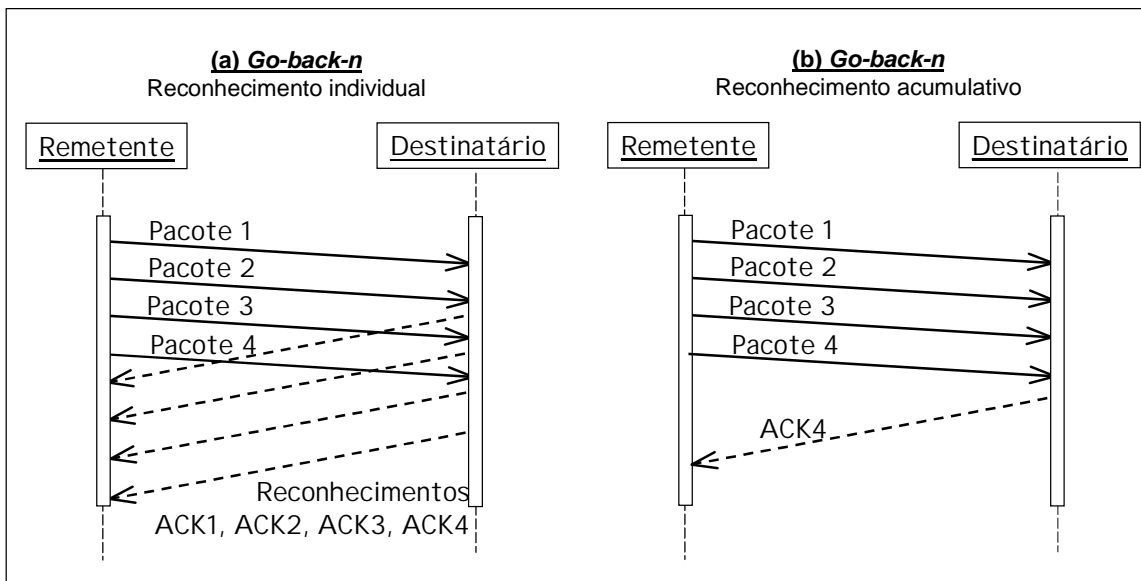 (a) Go-back-n
Reconhecimento individual
Remetente
Destinatário
Pacote 1
Pacote 2
Pacote 3
Pacote 4
Reconhecimentos
ACK1, ACK2, ACK3, ACK4
(b) Go-back-n
Reconhecimento acumulativo
Remetente
Destinatário
Pacote 1
Pacote 2
Pacote 3
Pacote 4
ACK4